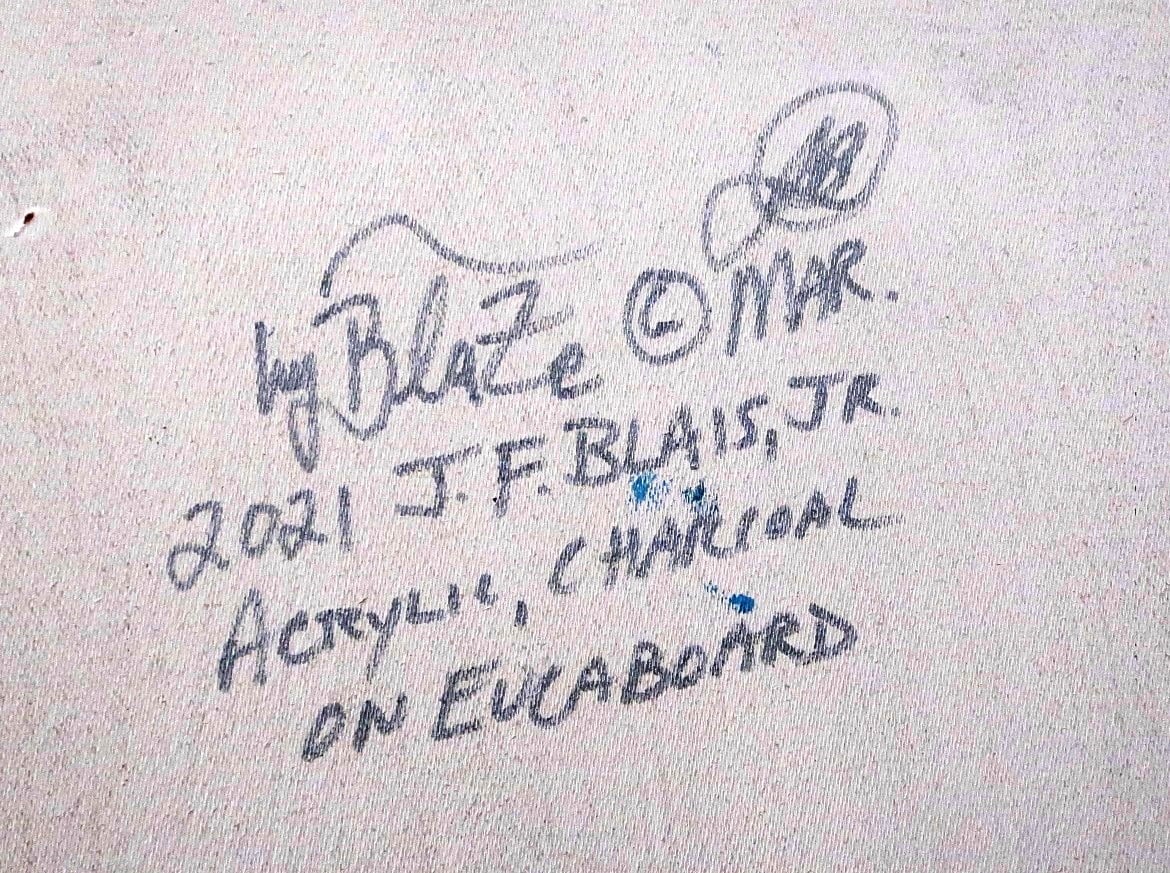 by BlaZe © MAR.
2021 J.F. BLAIS, JR.
ACRYLIC, CHARCOAL
ON EUCABOARD